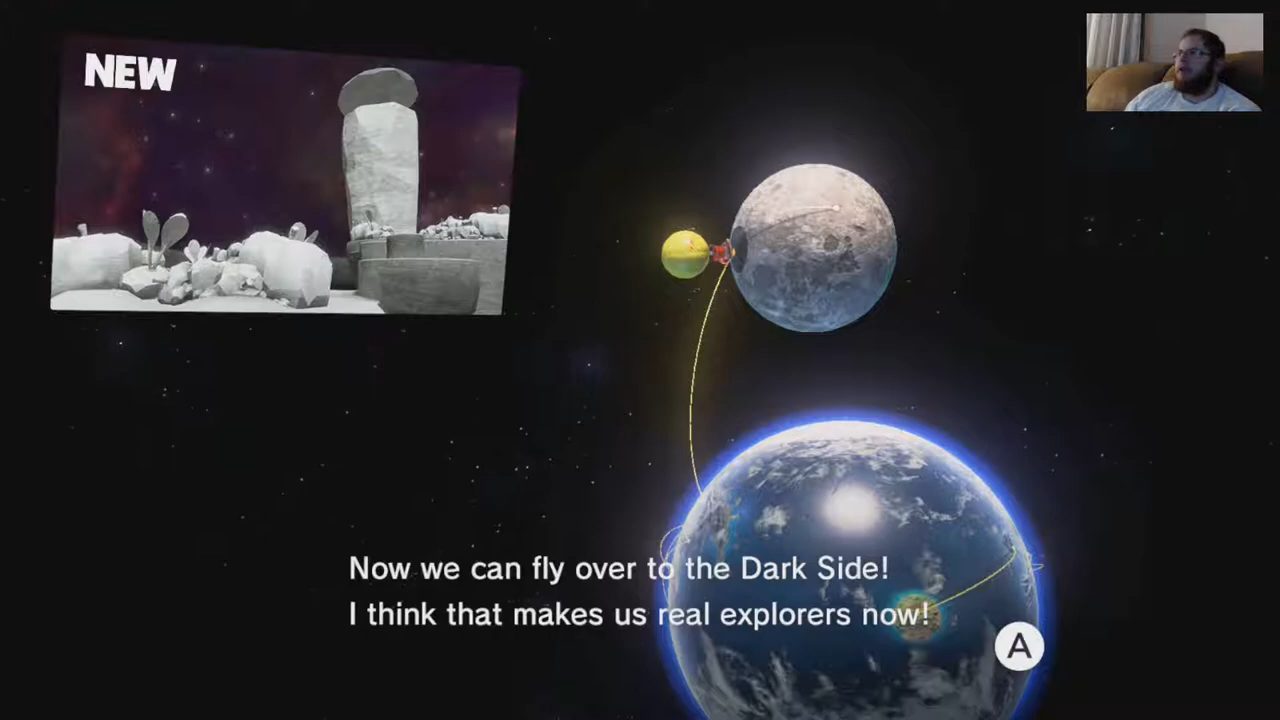 NEW
Now we can fly over to the Dark Side!
I think that makes us real explorers now!
A